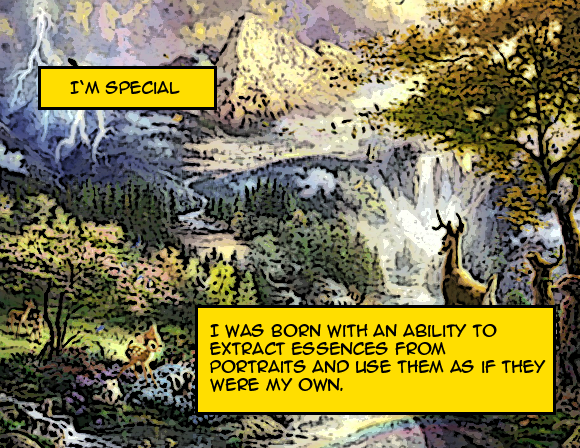 I'M SPECIAL
I WAS BORN WITH AN ABILITY TO
EXTRACT ESSENCES FROM
PORTRAITS AND USE THEM AS IF THEY
WERE MY OWN.